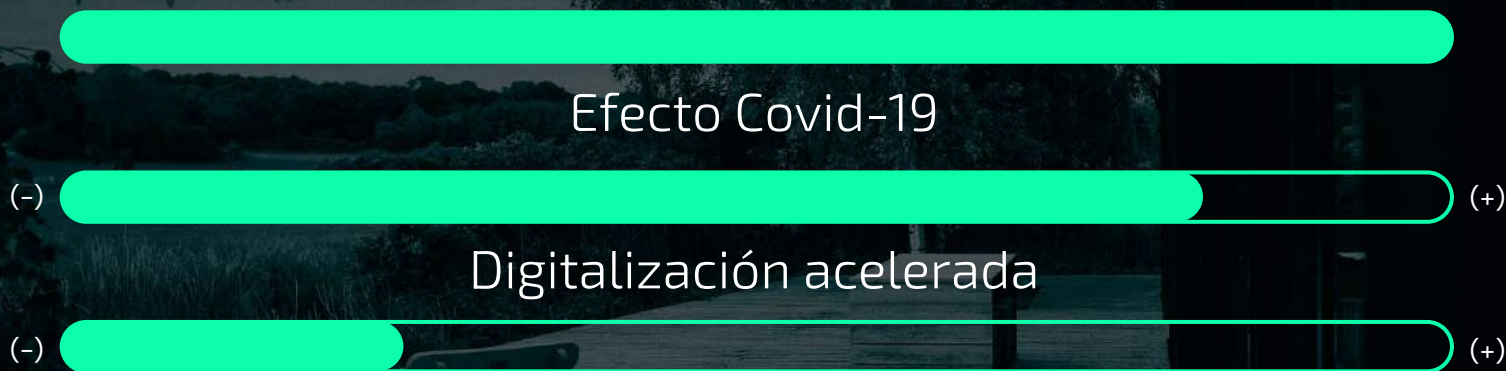 Efecto Covid-19
(-) (+)
Digitalización acelerada
(-) (+)